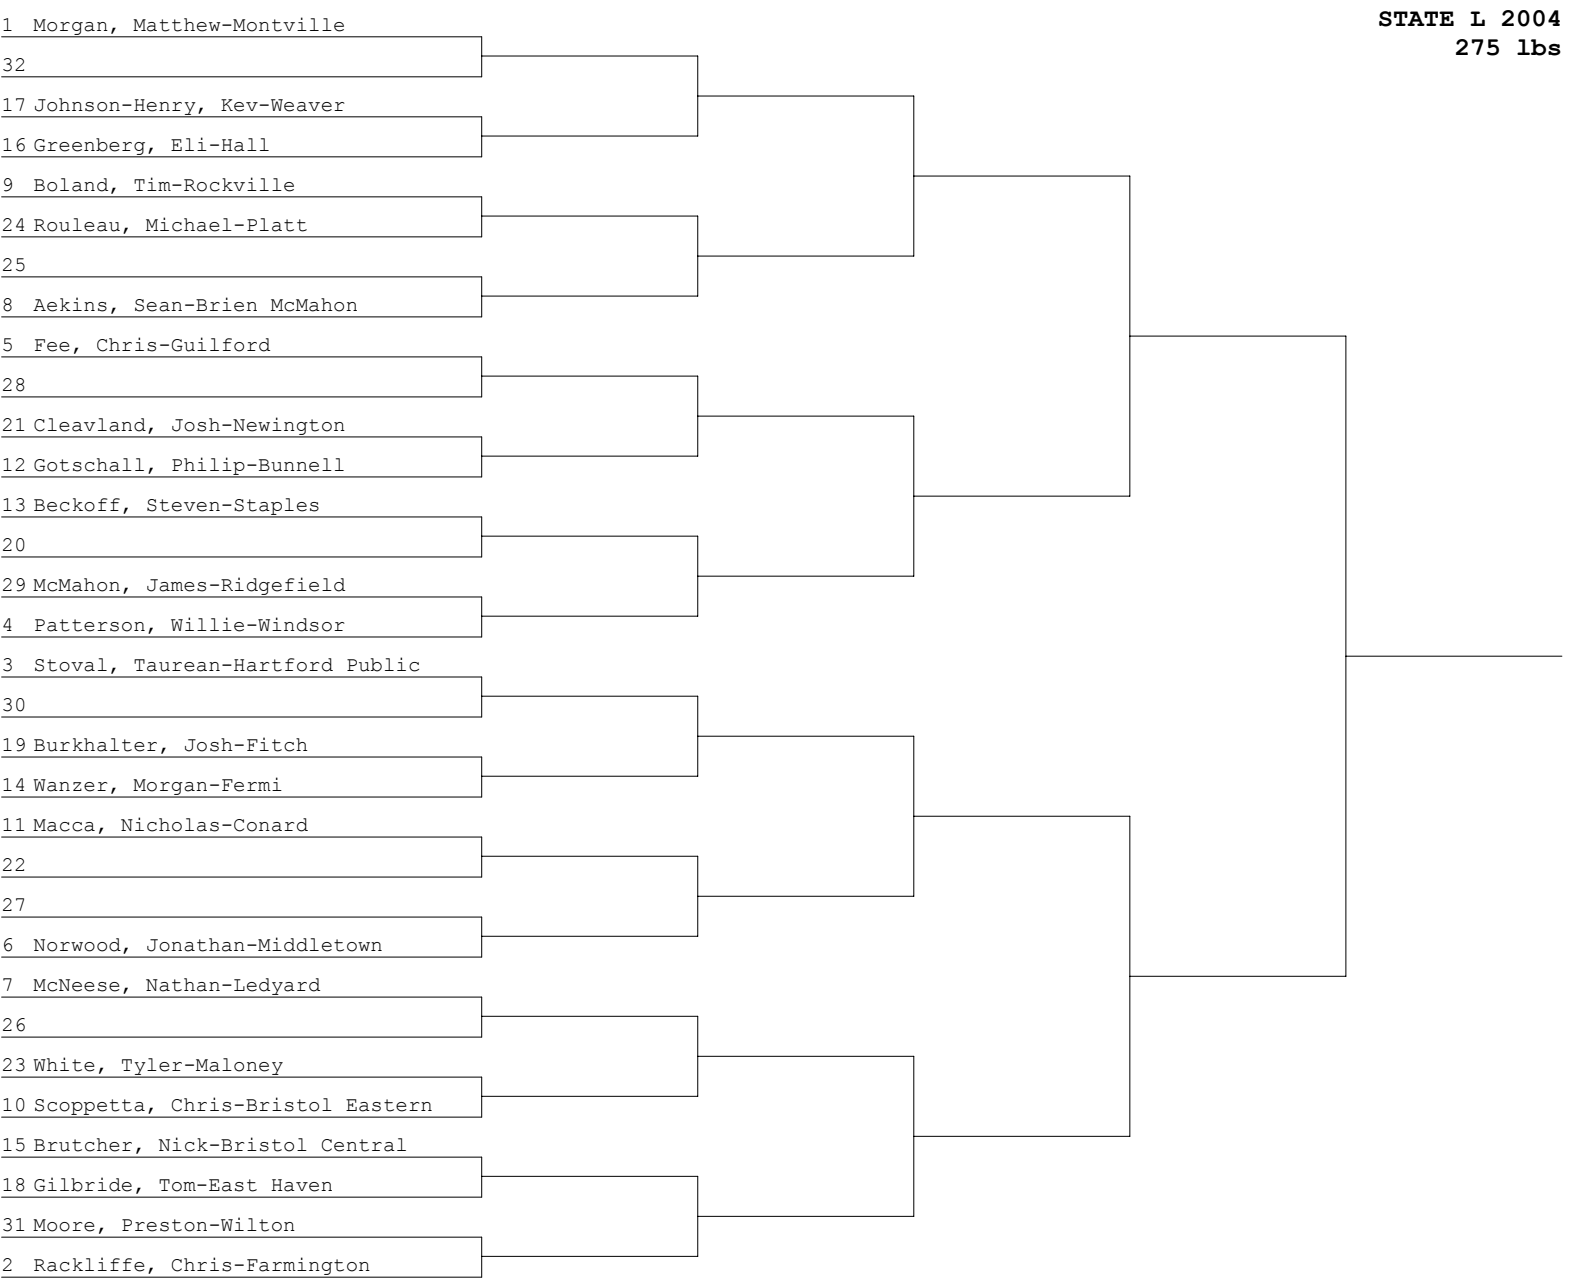 STATE L 2004
275 lbs
1 Morgan, Matthew-Montville
32
17 Johnson-Henry, Kev-Weaver
16 Greenberg, Eli-Hall
9 Boland, Tim-Rockville
24 Rouleau, Michael-Platt
25
8 Aekins, Sean-Brien McMahon
5 Fee, Chris-Guilford
28
21 Cleavland, Josh-Newington
12 Gotschall, Philip-Bunnell
13 Beckoff, Steven-Staples
20
29 McMahon, James-Ridgefield
4 Patterson, Willie-Windsor
3 Stoval, Taurean-Hartford Public
30
19 Burkhalter, Josh-Fitch
14 Wanzer, Morgan-Fermi
11 Macca, Nicholas-Conard
22
27
6 Norwood, Jonathan-Middletown
7 McNeese, Nathan-Ledyard
26
23 White, Tyler-Maloney
10 Scoppetta, Chris-Bristol Eastern
15 Brutcher, Nick-Bristol Central
18 Gilbride, Tom-East Haven
31 Moore, Preston-Wilton
2 Rackliffe, Chris-Farmington